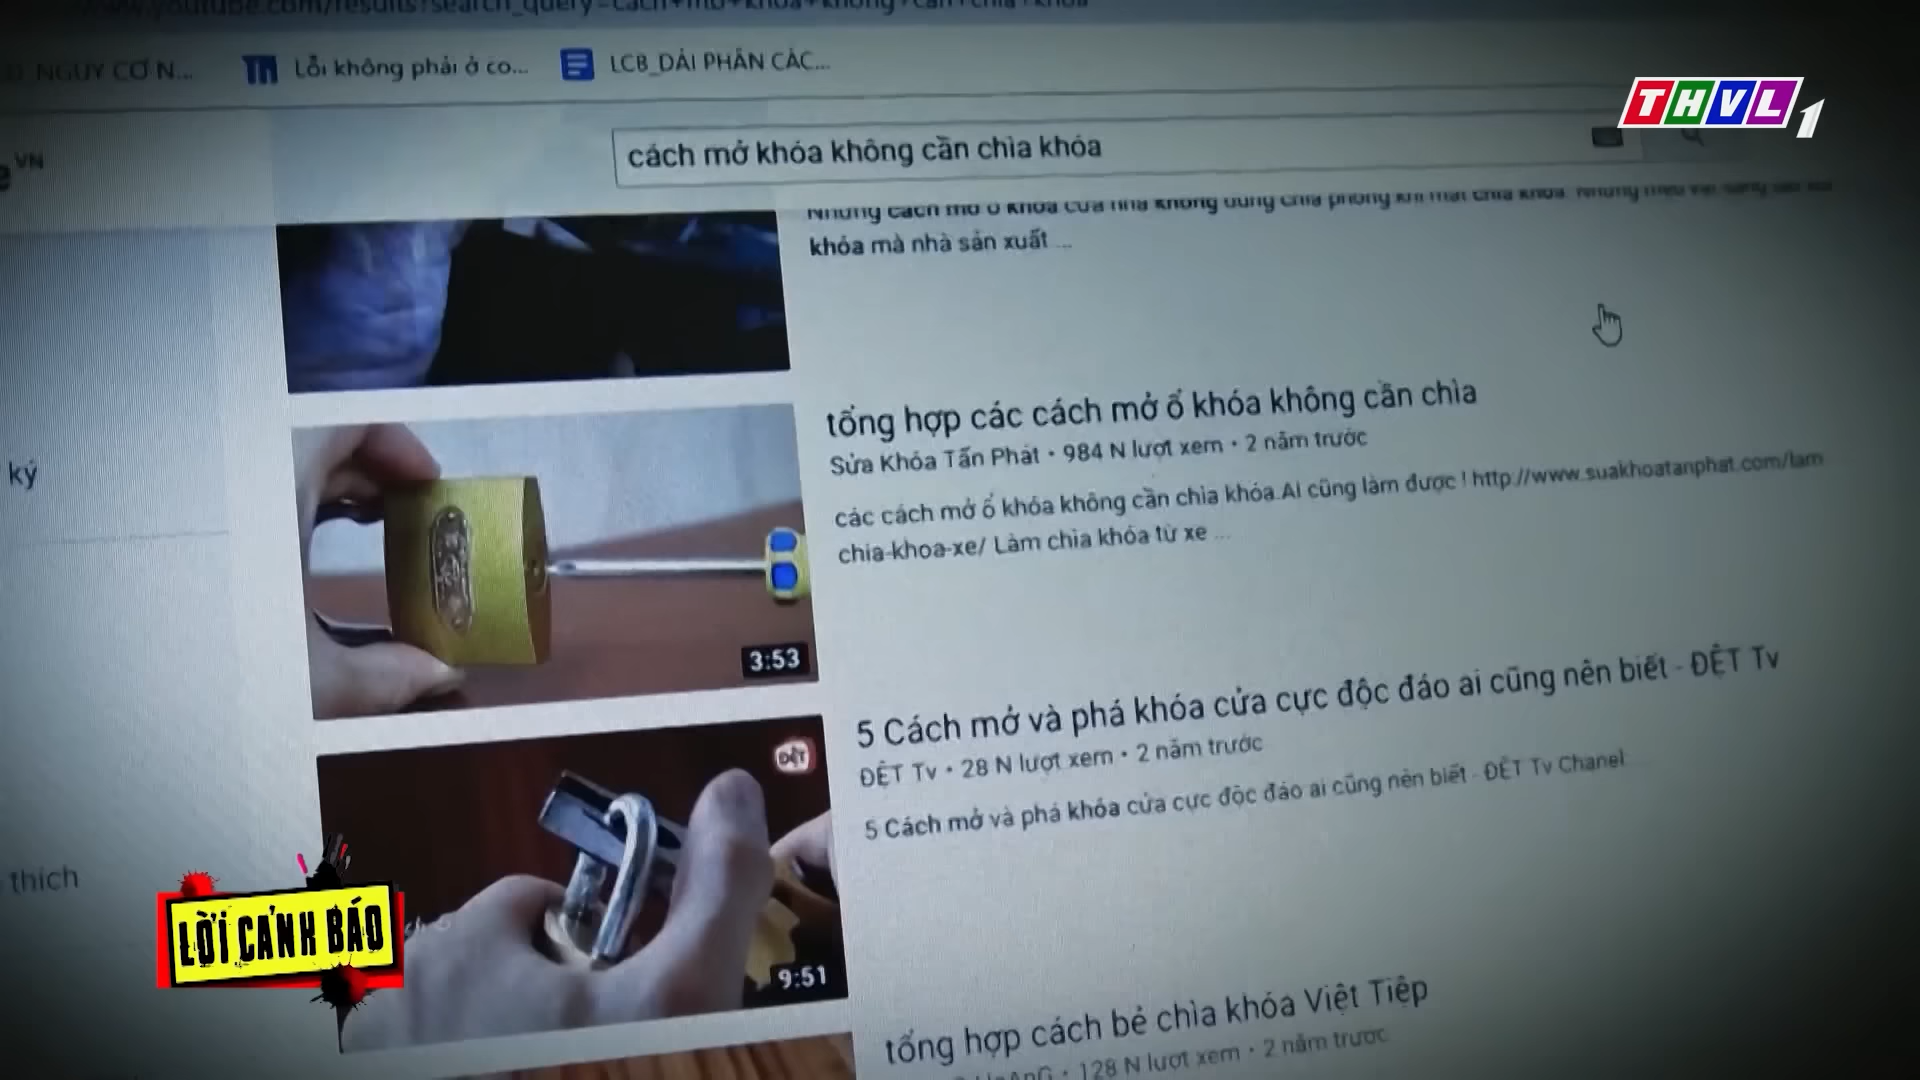 NGUY CƠ N...
Lỗi không phải ở co...
LCB_DẢI PHÂN CÁC...
THVL1
VN
cách mở khóa không cần chìa khóa
khóa mà nhà sản xuất ...
tổng hợp các cách mở ổ khóa không cần chìa
Sửa Khóa Tấn Phát • 984 N lượt xem • 2 năm trước
các cách mở ổ khóa không cần chìa khóa.Ai cũng làm được ! http://www.suakhoatanphat.com/lam
chia-khoa-xe/ Làm chìa khóa từ xe ...
3:53
ký
5 Cách mở và phá khóa cửa cực độc đáo ai cũng nên biết - ĐỆT Tv
ĐỆT Tv • 28 N lượt xem • 2 năm trước
5 Cách mở và phá khóa cửa cực độc đáo ai cũng nên biết - ĐỆT Tv Chanel
ĐỆT
9:51
thích
LỜI CẢNH BÁO
tổng hợp cách bẻ chìa khóa Việt Tiệp
• 128 N lượt xem • 2 năm trước